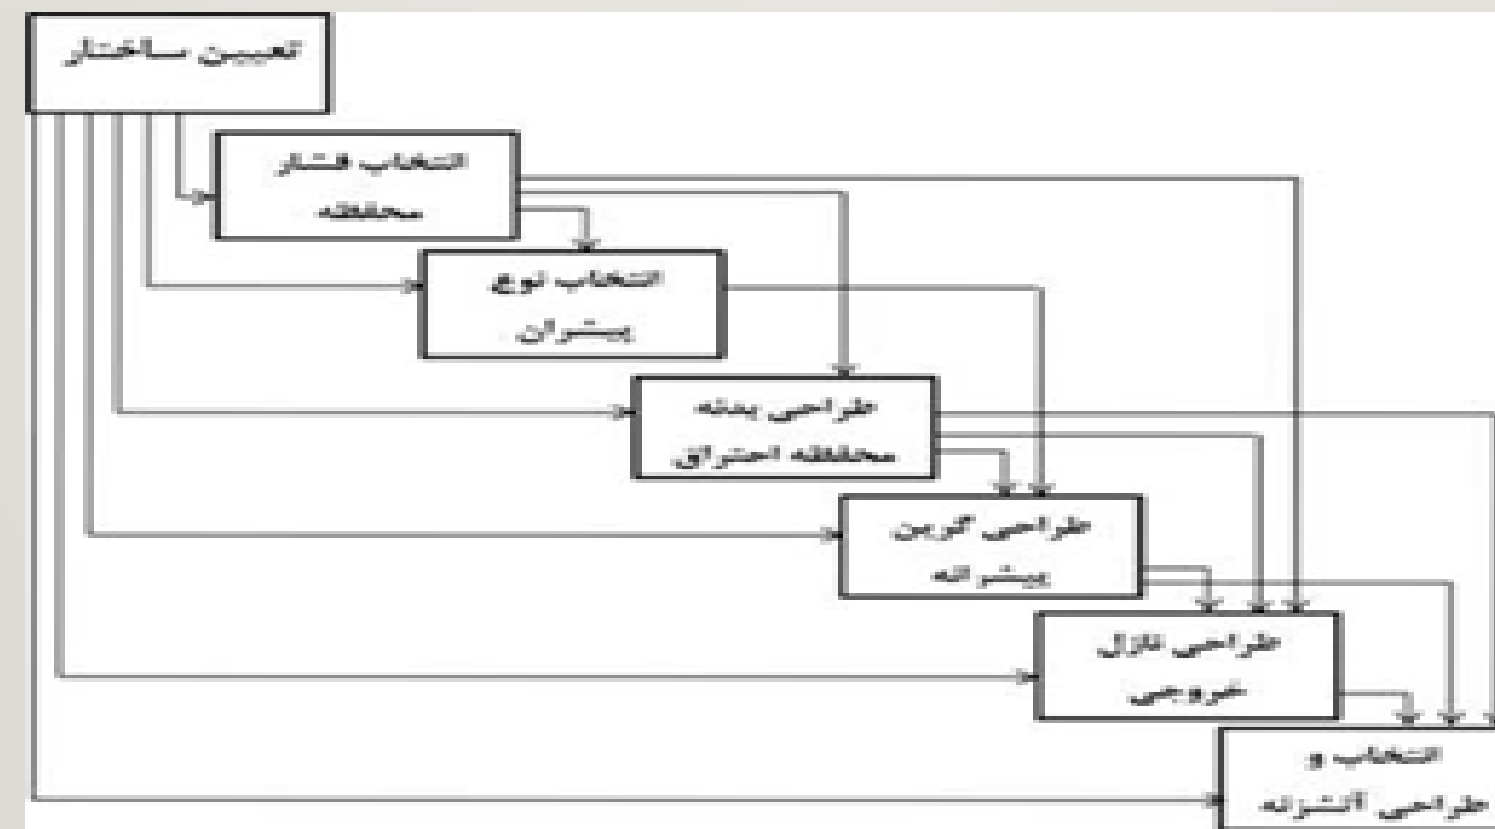 تعیین ساختار
انتخاب فشار
محفظه
انتخاب نوع
پیشران
طراحی بدنه
محفظه احتراق
طراحی گرین
پیشرانه
طراحی نازل
خروجی
انتخاب و
طراحی آتشزنه